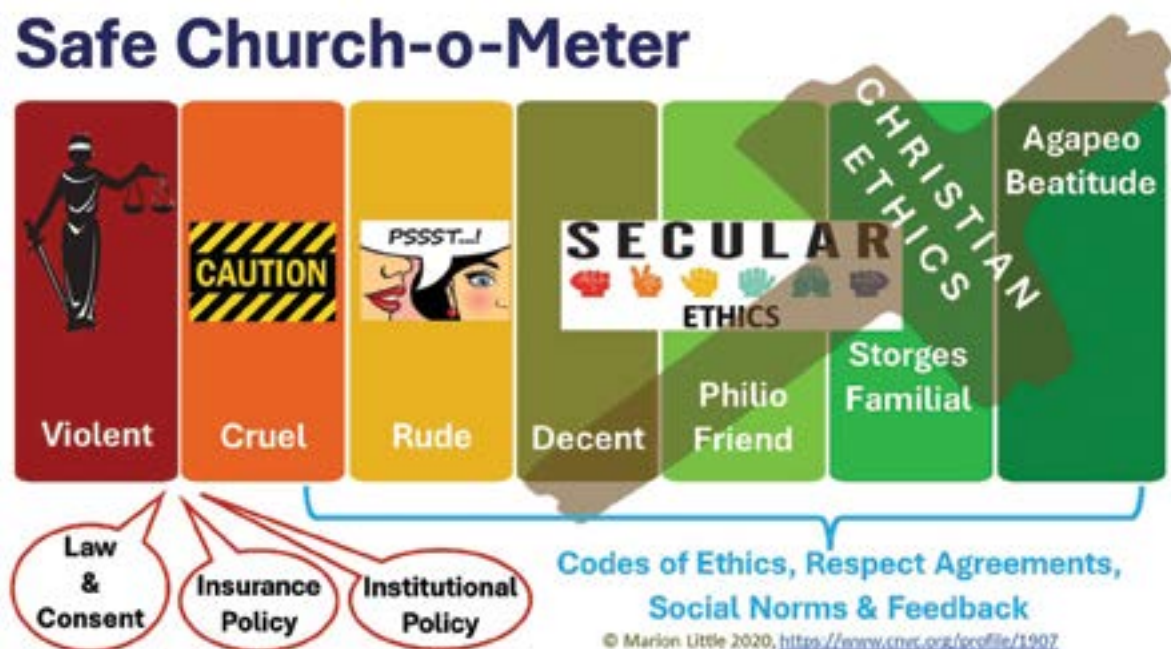 Safe Church-o-Meter
CAUTION
PSSST...!
SECULAR
ETHICS
CHRISTIAN
ETHICS
Agapeo
Beatitude
Violent
Cruel
Rude
Decent
Philio
Friend
Storges
Familial
Law
&
Consent
Insurance
Policy
Institutional
Policy
Codes of Ethics, Respect Agreements,
Social Norms & Feedback
© Marion Little 2020, https://www.cnvc.org/profile/1907